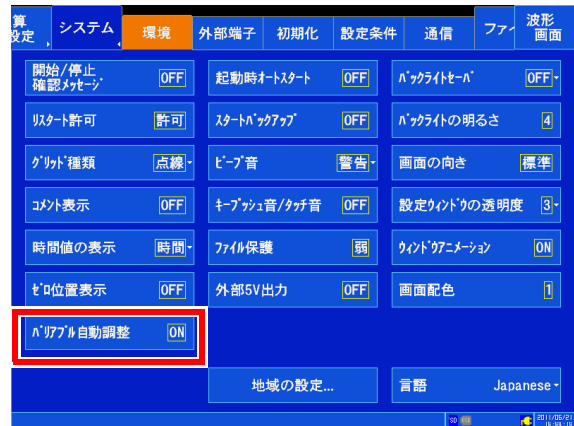 算
設定
システム
環境
外部端子
初期化
設定条件
通信
ファイ
波形
画面
開始/停止
確認メッセージ
OFF
起動時オートスタート
OFF
バックライトセーバ
OFF
リスタート許可
許可
スタートバックアップ
OFF
バックライトの明るさ
4
グリッド種類
点線
ビープ音
警告
画面の向き
標準
コメント表示
OFF
キープッシュ音/タッチ音
OFF
設定ウィンドウの透明度
3
時間値の表示
時間
ファイル保護
弱
ウィンドウアニメーション
ON
ゼロ位置表示
OFF
外部5V出力
OFF
画面配色
1
バリアブル自動調整
ON
地域の設定...
言語
Japanese
SD
2011/06/21